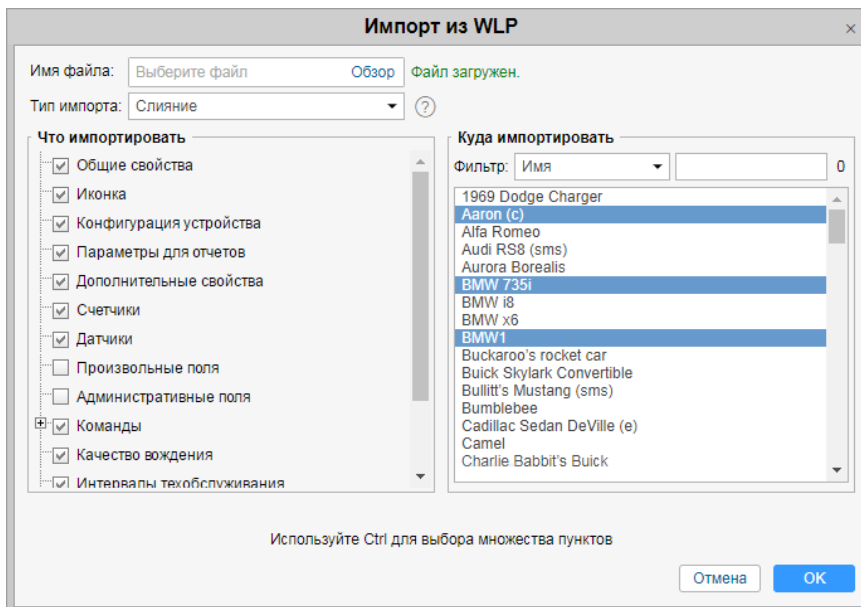 Импорт из WLP
Имя файла: Выберите файл Обзор Файл загружен.
Тип импорта: Слияние ?
Что импортировать
Общие свойства
Иконка
Конфигурация устройства
Параметры для отчетов
Дополнительные свойства
Счетчики
Датчики
Произвольные поля
Административные поля
Команды
Качество вождения
Интервалы техобслуживания
Куда импортировать
Фильтр: Имя 0
1969 Dodge Charger
Aaron (c)
Alfa Romeo
Audi RS8 (sms)
Aurora Borealis
BMW 735i
BMW i8
BMW x6
BMW1
Buckaroo's rocket car
Buick Skylark Convertible
Bullitt's Mustang (sms)
Bumblebee
Cadillac Sedan DeVille (e)
Camel
Charlie Babbit's Buick
Используйте Ctrl для выбора множества пунктов
Отмена OK